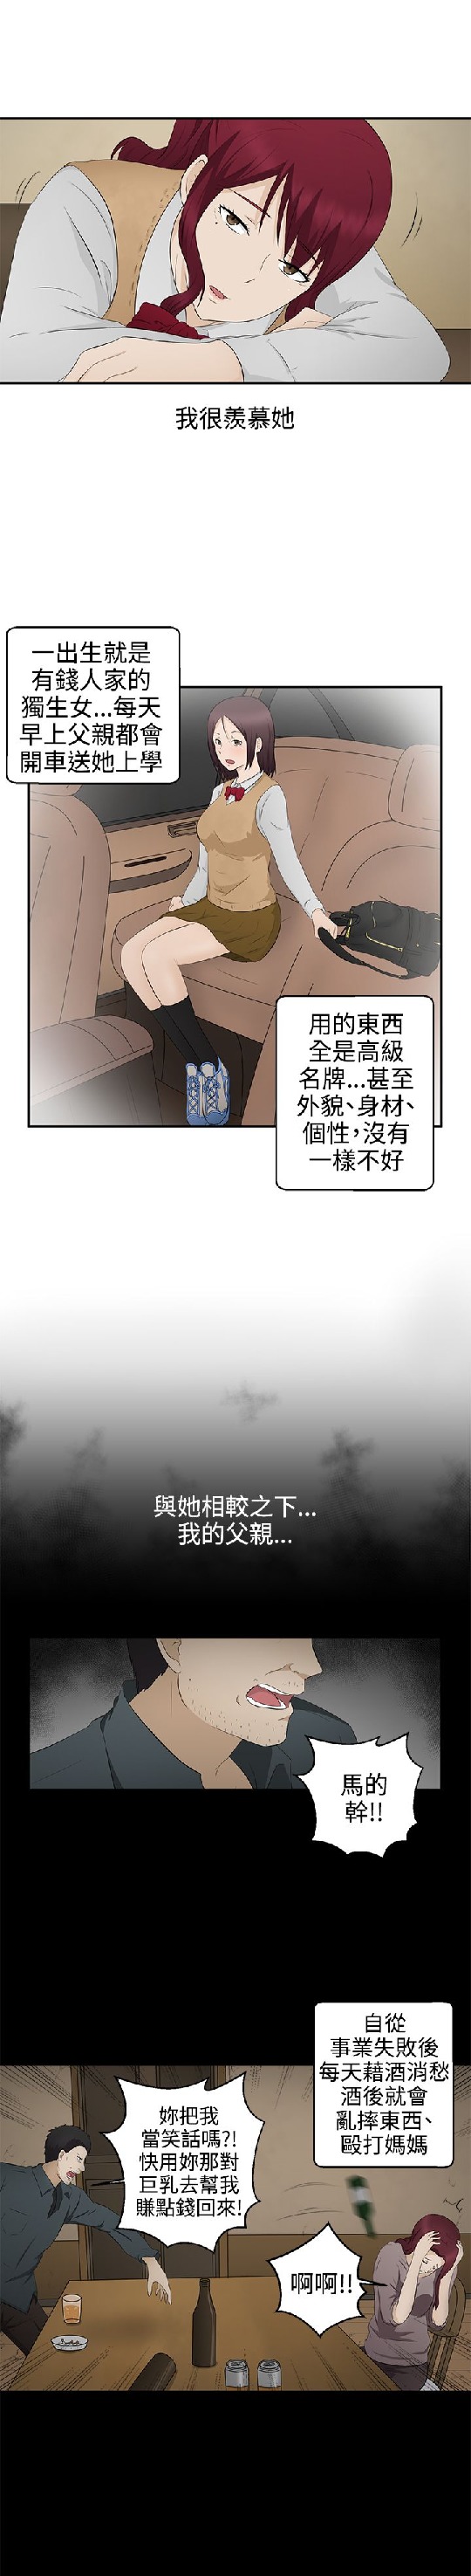 我很羨慕她
一出生就是
有錢人家的
獨生女...每天
早上父親都會
開車送她上學
用的東西
全是高級
名牌...甚至
外貌、身材、
個性,沒有
一樣不好
與她相較之下...
我的父親...
馬的
幹!!
自從
事業失敗後
每天藉酒消愁
酒後就會
亂摔東西、
毆打媽媽
妳把我
當笑話嗎?!
快用妳那對
巨乳去幫我
賺點錢回來!
啊啊!!